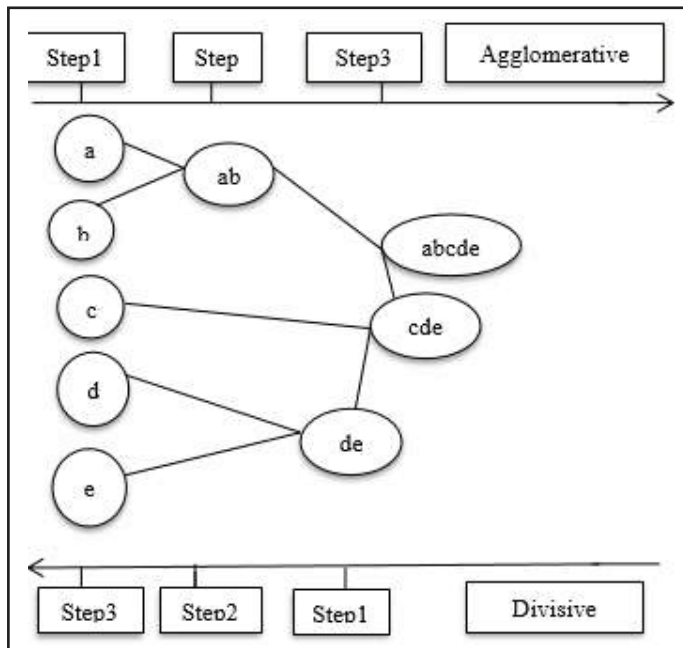 Step1 Step Step3 Agglomerative
a
ab
b
abcde
c
cde
d
de
e
Step3 Step2 Step1 Divisive